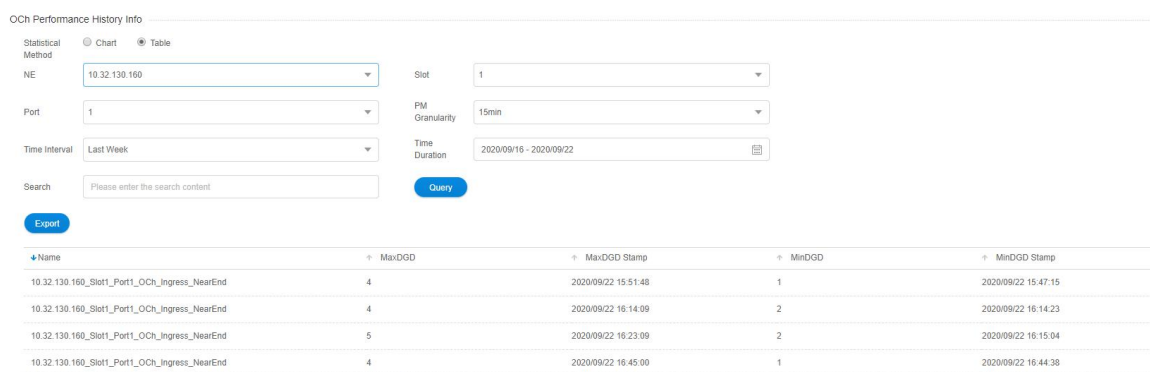 OCh Performance History Info
Statistical Method Chart Table
NE 10.32.130.160 Slot 1
Port 1 PM Granularity 15min
Time Interval Last Week Time Duration 2020/09/16 - 2020/09/22
Search Please enter the search content Query
Export
Name MaxDGD MaxDGD Stamp MinDGD MinDGD Stamp
10.32.130.160_Slot1_Port1_OCh_Ingress_NearEnd 4 2020/09/22 15:51:48 1 2020/09/22 15:47:15
10.32.130.160_Slot1_Port1_OCh_Ingress_NearEnd 4 2020/09/22 16:14:09 2 2020/09/22 16:14:23
10.32.130.160_Slot1_Port1_OCh_Ingress_NearEnd 5 2020/09/22 16:23:09 2 2020/09/22 16:15:04
10.32.130.160_Slot1_Port1_OCh_Ingress_NearEnd 4 2020/09/22 16:45:00 1 2020/09/22 16:44:38